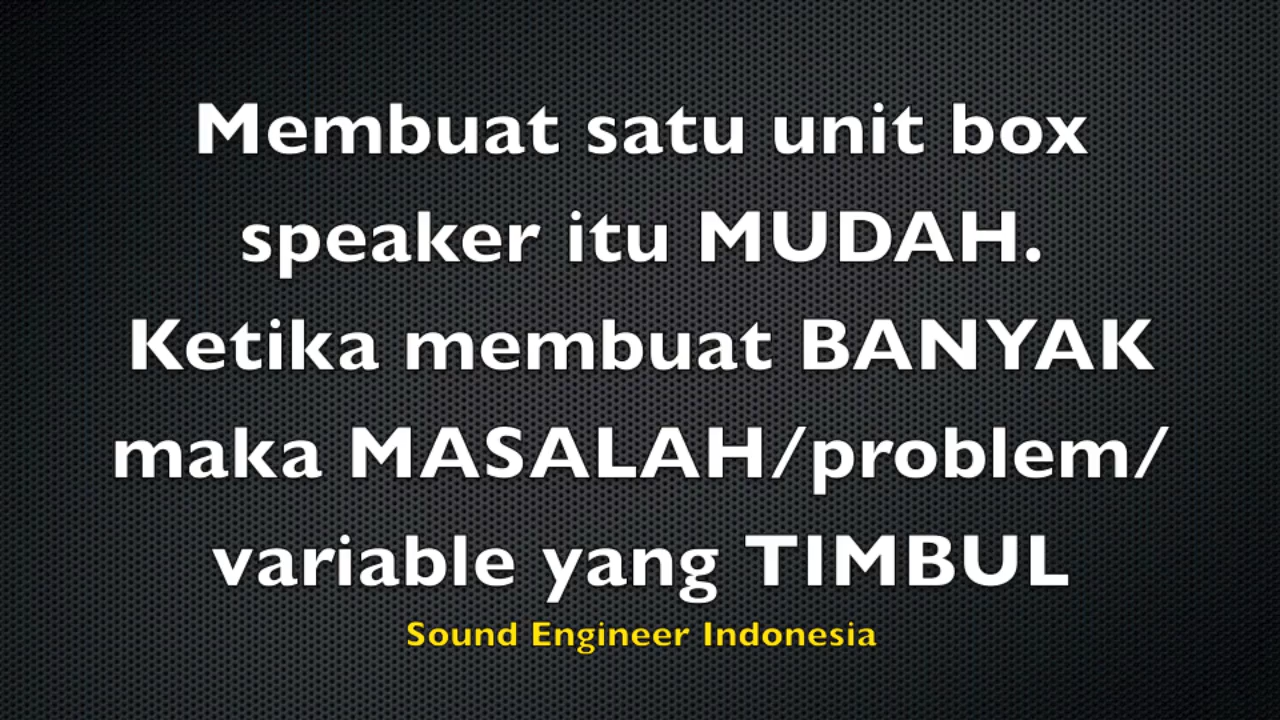 Membuat satu unit box
speaker itu MUDAH.
Ketika membuat BANYAK
maka MASALAH/problem/
variable yang TIMBUL
Sound Engineer Indonesia